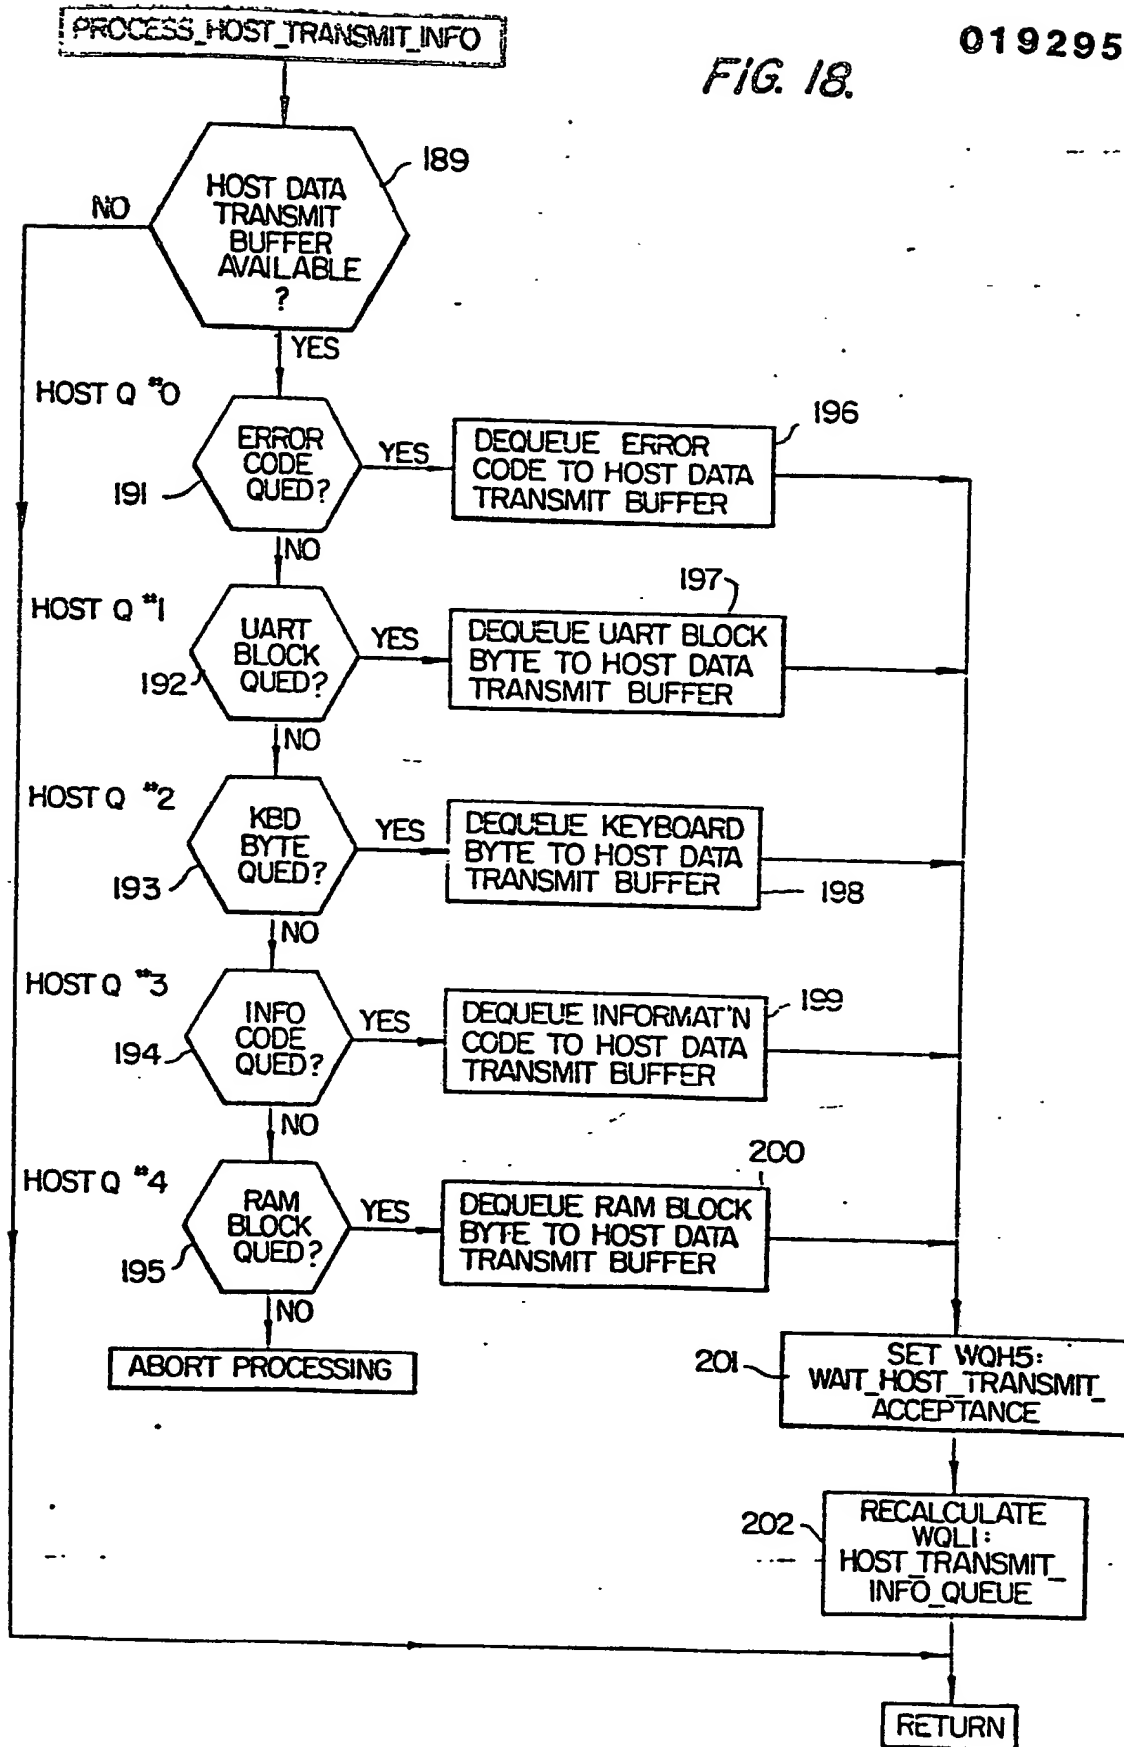 PROCESS_HOST_TRANSMIT_INFO
019295
FIG. 18.
189
HOST DATA
TRANSMIT
BUFFER
AVAILABLE
?
NO
YES
HOST Q #0
ERROR
CODE
QUED?
191
YES
DEQUEUE ERROR
CODE TO HOST DATA
TRANSMIT BUFFER
196
NO
HOST Q #1
UART
BLOCK
QUED?
192
YES
DEQUEUE UART BLOCK
BYTE TO HOST DATA
TRANSMIT BUFFER
197
NO
HOST Q #2
KBD
BYTE
QUED?
193
YES
DEQUEUE KEYBOARD
BYTE TO HOST DATA
TRANSMIT BUFFER
198
NO
HOST Q #3
INFO
CODE
QUED?
194
YES
DEQUEUE INFORMAT'N
CODE TO HOST DATA
TRANSMIT BUFFER
199
NO
HOST Q #4
RAM
BLOCK
QUED?
195
YES
DEQUEUE RAM BLOCK
BYTE TO HOST DATA
TRANSMIT BUFFER
200
NO
ABORT PROCESSING
201
SET WQH5:
WAIT_HOST_TRANSMIT_
ACCEPTANCE
202
RECALCULATE
WQL1:
HOST_TRANSMIT_
INFO_QUEUE
RETURN